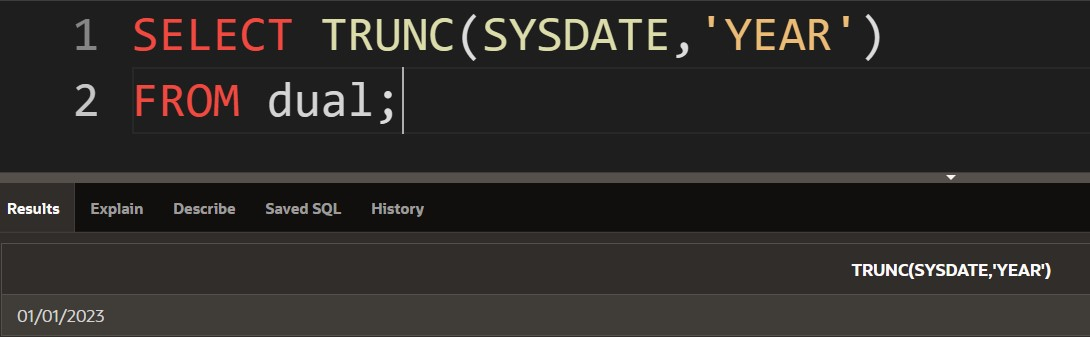 1 SELECT TRUNC(SYSDATE,'YEAR')
2 FROM dual;
Results Explain Describe Saved SQL History
TRUNC(SYSDATE,'YEAR')
01/01/2023